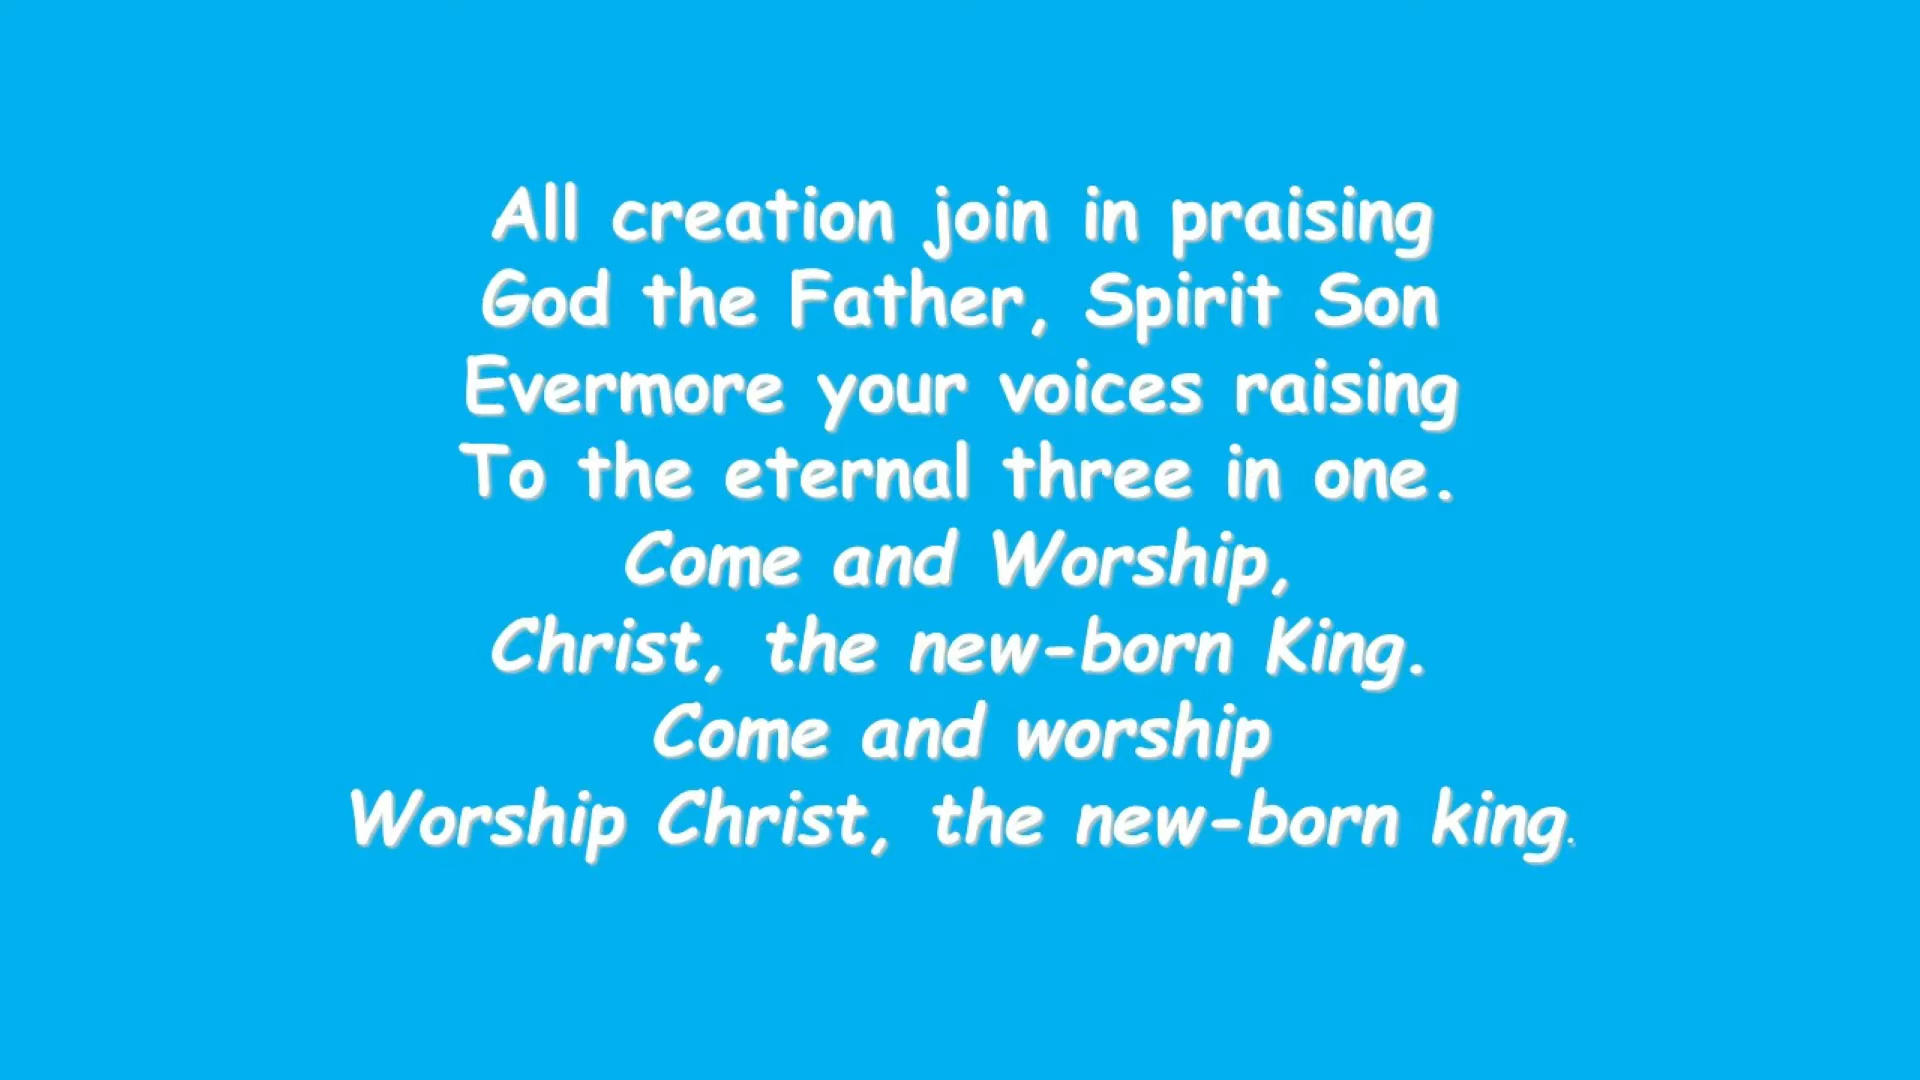 All creation join in praising
God the Father, Spirit Son
Evermore your voices raising
To the eternal three in one.
Come and Worship,
Christ, the new-born King.
Come and worship
Worship Christ, the new-born king.